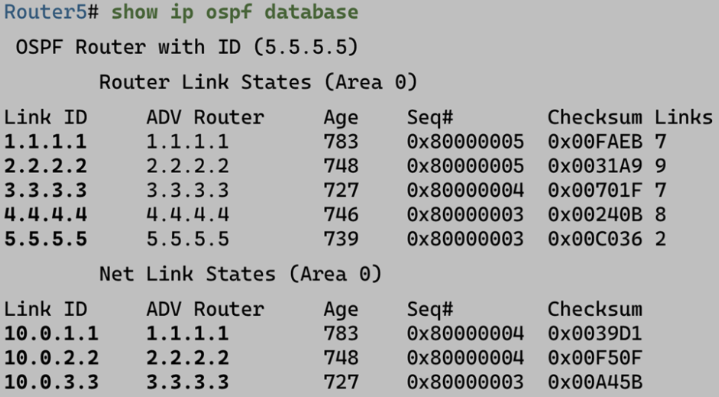 Router5# show ip ospf database
OSPF Router with ID (5.5.5.5)
Router Link States (Area 0)
Link ID ADV Router Age Seq# Checksum Links
1.1.1.1 1.1.1.1 783 0x80000005 0x00FAEB 7
2.2.2.2 2.2.2.2 748 0x80000005 0x0031A9 9
3.3.3.3 3.3.3.3 727 0x80000004 0x00701F 7
4.4.4.4 4.4.4.4 746 0x80000003 0x00240B 8
5.5.5.5 5.5.5.5 739 0x80000003 0x00C036 2
Net Link States (Area 0)
Link ID ADV Router Age Seq# Checksum
10.0.1.1 1.1.1.1 783 0x80000004 0x0039D1
10.0.2.2 2.2.2.2 748 0x80000004 0x00F50F
10.0.3.3 3.3.3.3 727 0x80000003 0x00A45B